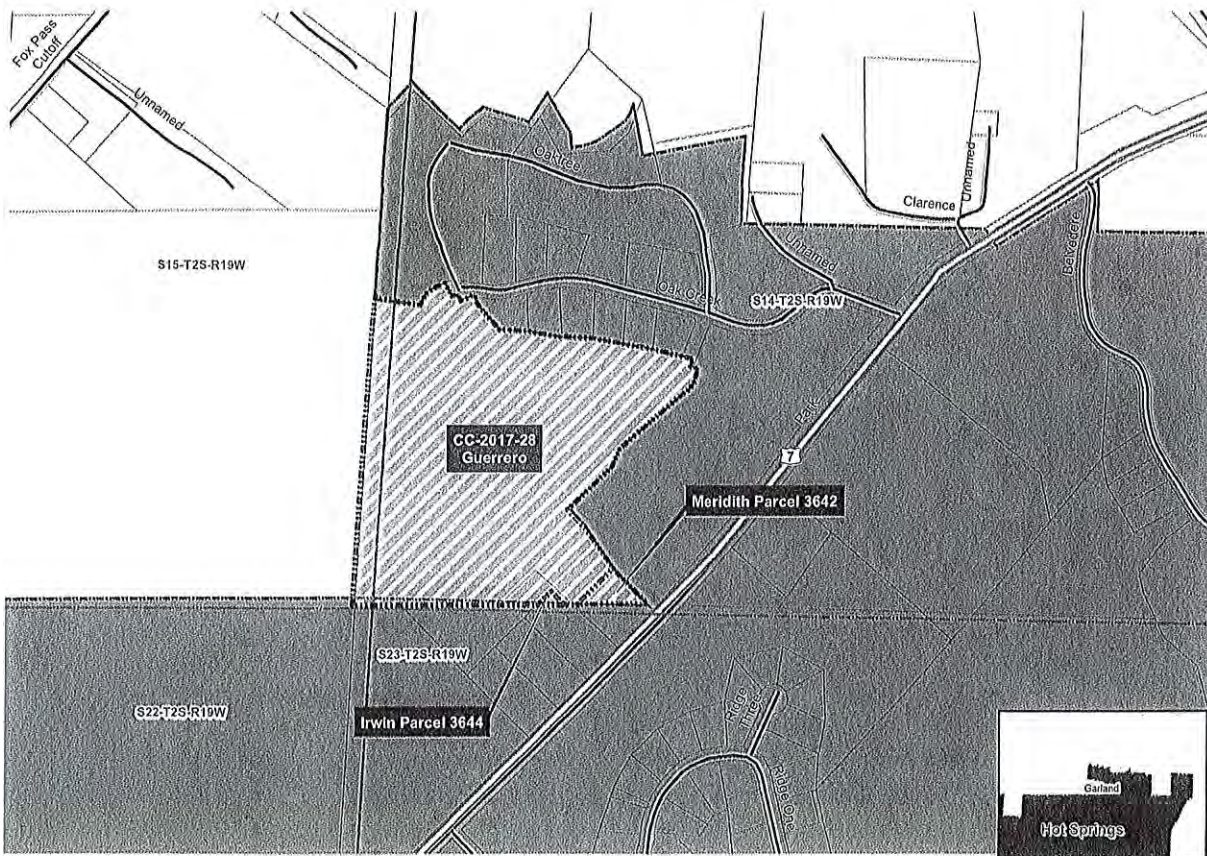 Fox Pass
Cutoff
Unnamed
Oaktree
Clarence
Unnamed
Belvedere
S15-T2S-R19W
Unnamed
Oak Creek
S14-T2S-R19W
CC-2017-28
Guerrero
Park
7
Meridith Parcel 3642
S23-T2S-R19W
S22-T2S-R19W
Irwin Parcel 3644
Ridge
Three
Ridge One
Garland
Hot Springs